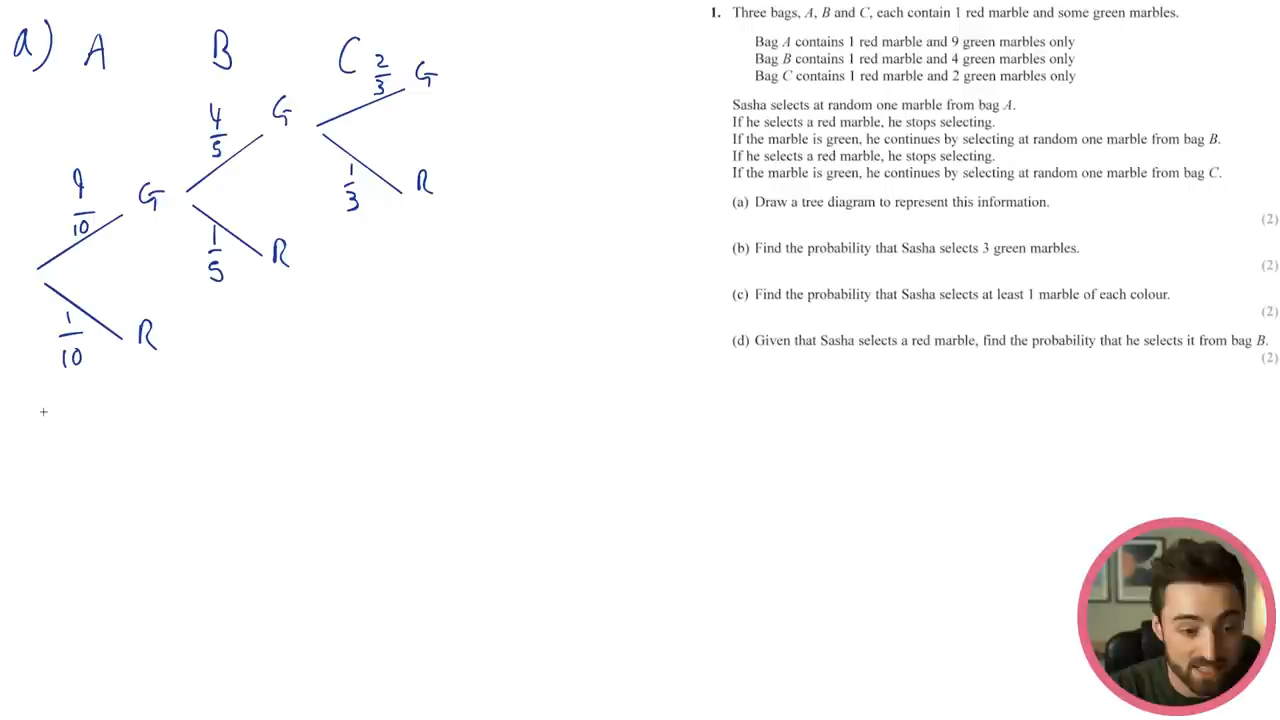 a) A B C
2/3 G
4/5 G
1/3 R
9/10 G
1/5 R
1/10 R
1. Three bags, A, B and C, each contain 1 red marble and some green marbles.
Bag A contains 1 red marble and 9 green marbles only
Bag B contains 1 red marble and 4 green marbles only
Bag C contains 1 red marble and 2 green marbles only
Sasha selects at random one marble from bag A.
If he selects a red marble, he stops selecting.
If the marble is green, he continues by selecting at random one marble from bag B.
If he selects a red marble, he stops selecting.
If the marble is green, he continues by selecting at random one marble from bag C.
(a) Draw a tree diagram to represent this information.
(2)
(b) Find the probability that Sasha selects 3 green marbles.
(2)
(c) Find the probability that Sasha selects at least 1 marble of each colour.
(2)
(d) Given that Sasha selects a red marble, find the probability that he selects it from bag B.
(2)